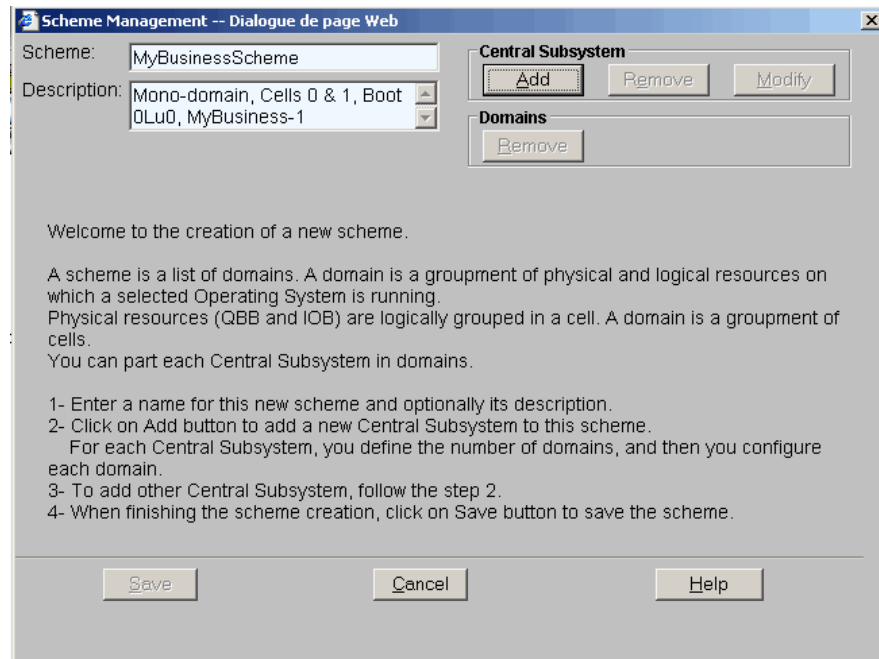 Scheme Management -- Dialogue de page Web
Scheme:
MyBusinessScheme
Description:
Mono-domain, Cells 0 & 1, Boot
0Lu0, MyBusiness-1
Central Subsystem
Add
Remove
Modify
Domains
Remove
Welcome to the creation of a new scheme.
A scheme is a list of domains. A domain is a groupment of physical and logical resources on
which a selected Operating System is running.
Physical resources (QBB and IOB) are logically grouped in a cell. A domain is a groupment of
cells.
You can part each Central Subsystem in domains.
1- Enter a name for this new scheme and optionally its description.
2- Click on Add button to add a new Central Subsystem to this scheme.
For each Central Subsystem, you define the number of domains, and then you configure
each domain.
3- To add other Central Subsystem, follow the step 2.
4- When finishing the scheme creation, click on Save button to save the scheme.
Save
Cancel
Help